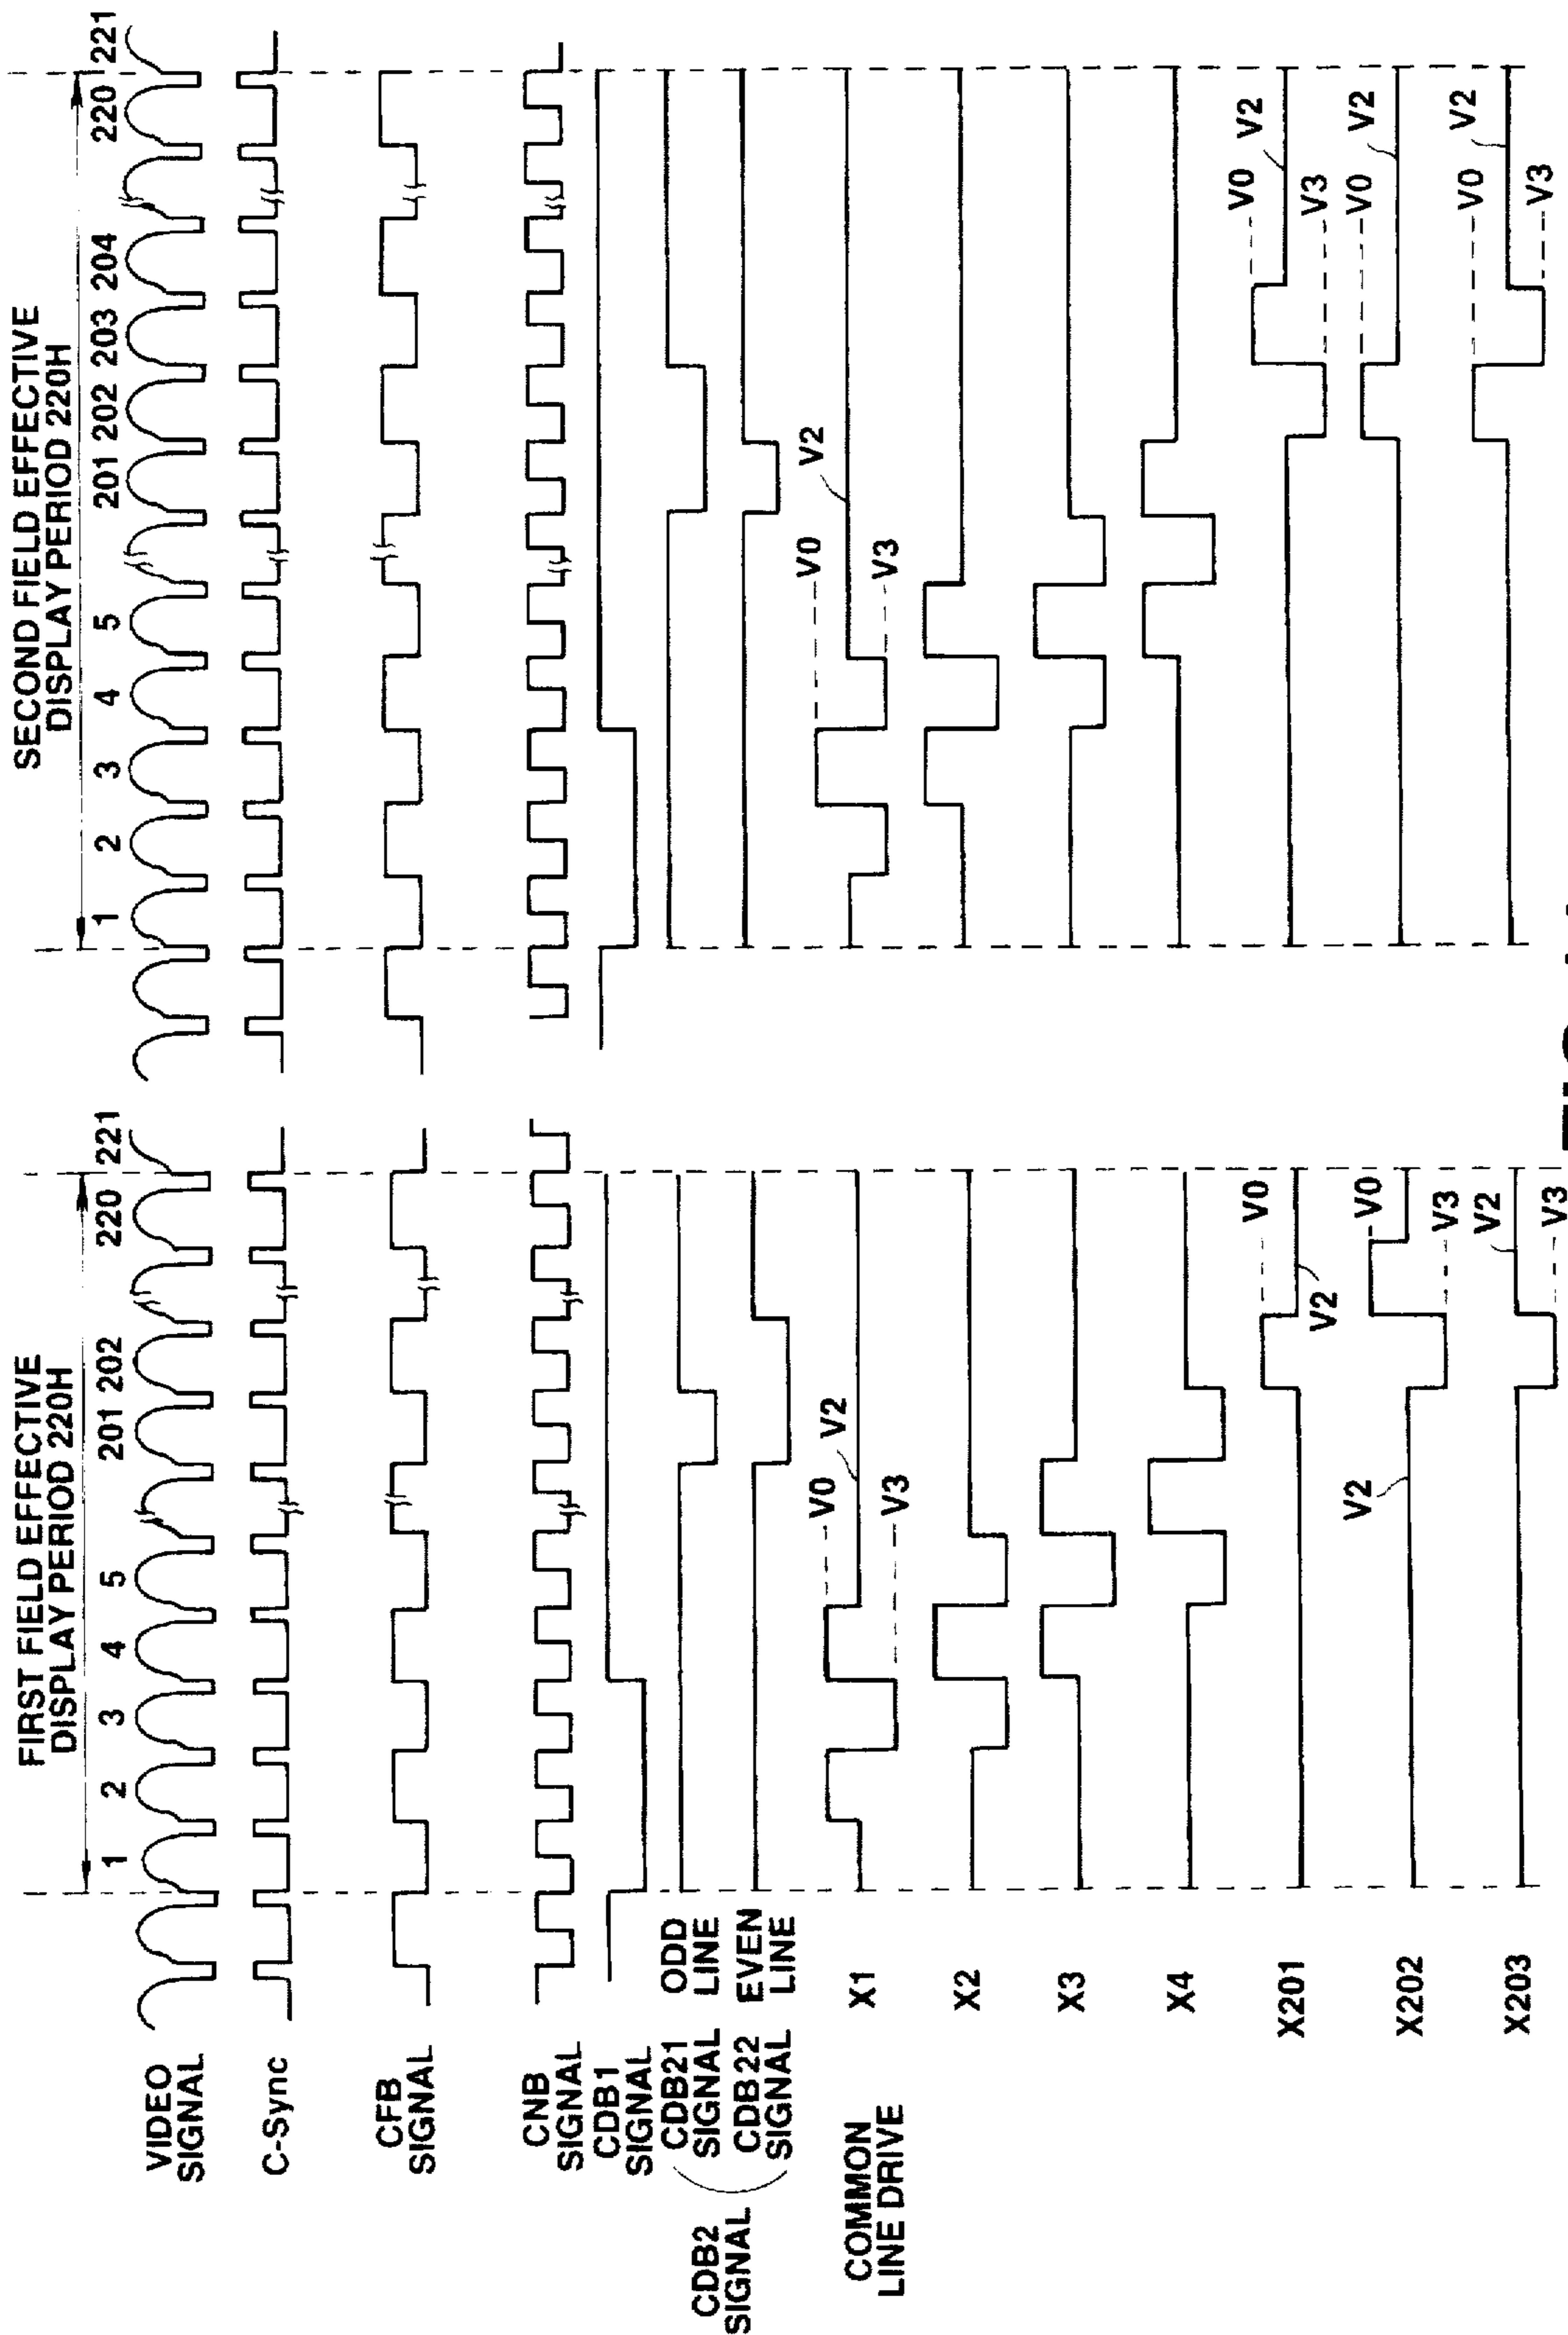 FIRST FIELD EFFECTIVE
DISPLAY PERIOD 220H
SECOND FIELD EFFECTIVE
DISPLAY PERIOD 220H
1 2 3 4 5 201 202 220 221
1 2 3 4 5 201 202 203 204 220 221
VIDEO
SIGNAL
C-Sync
CFB
SIGNAL
CNB
SIGNAL
CDB1
SIGNAL
CDB2
SIGNAL
CDB21
SIGNAL
ODD
LINE
CDB22
SIGNAL
EVEN
LINE
COMMON
LINE DRIVE
X1
V0
V2
V3
V0
V2
V3
X2
X3
X4
X201
V0
V2
V0
V2
V3
X202
V2
V0
V3
V0
V2
X203
V2
V3
V0
V2
V3